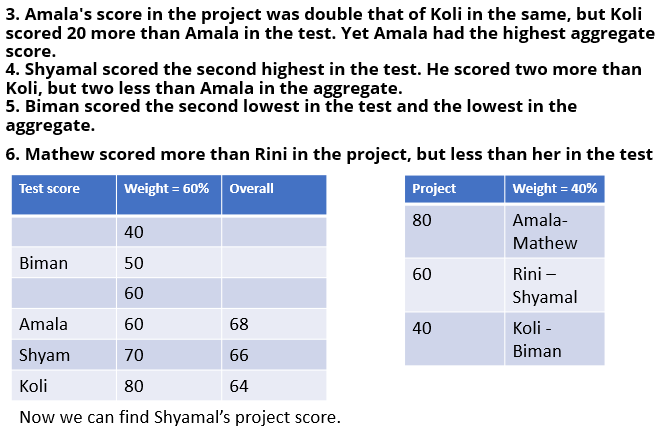 3. Amala's score in the project was double that of Koli in the same, but Koli
scored 20 more than Amala in the test. Yet Amala had the highest aggregate
score.
4. Shyamal scored the second highest in the test. He scored two more than
Koli, but two less than Amala in the aggregate.
5. Biman scored the second lowest in the test and the lowest in the
aggregate.
6. Mathew scored more than Rini in the project, but less than her in the test
Test score Weight = 60% Overall
40
Biman 50
60
Amala 60 68
Shyam 70 66
Koli 80 64
Project Weight = 40%
80 Amala-
Mathew
60 Rini –
Shyamal
40 Koli -
Biman
Now we can find Shyamal's project score.